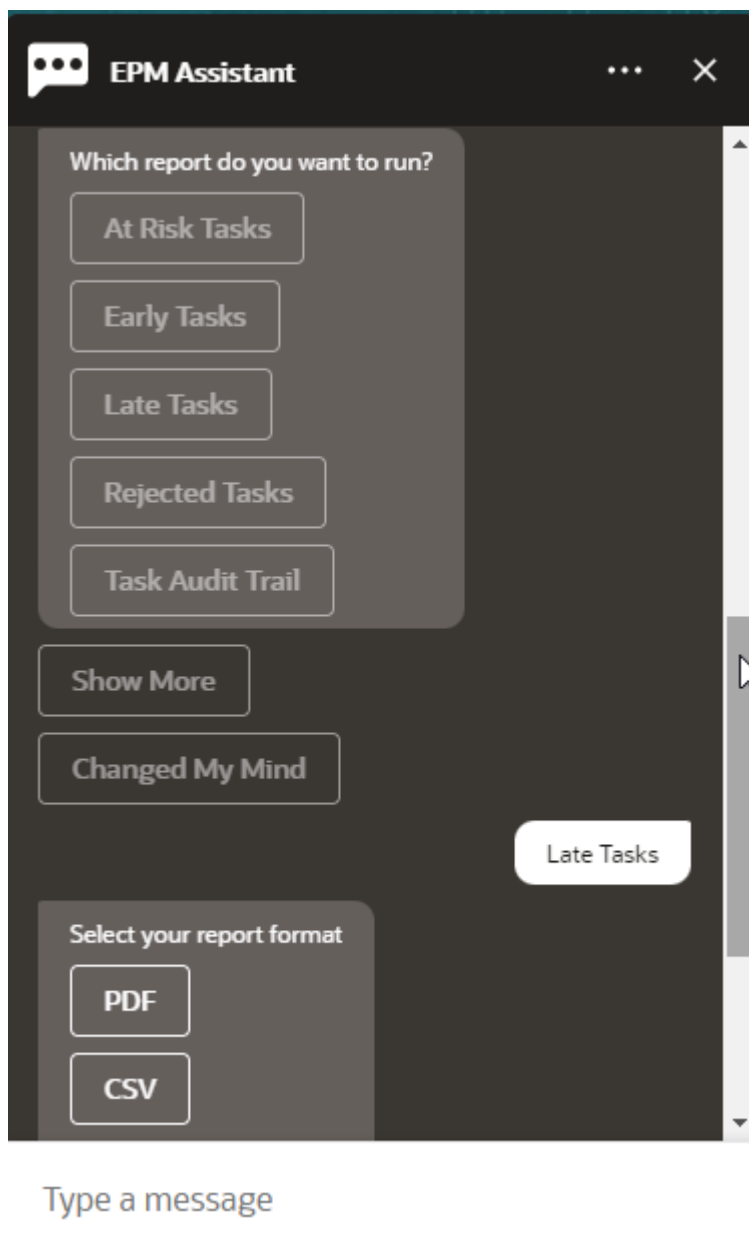 EPM Assistant
Which report do you want to run?
At Risk Tasks
Early Tasks
Late Tasks
Rejected Tasks
Task Audit Trail
Show More
Changed My Mind
Late Tasks
Select your report format
PDF
CSV
Type a message